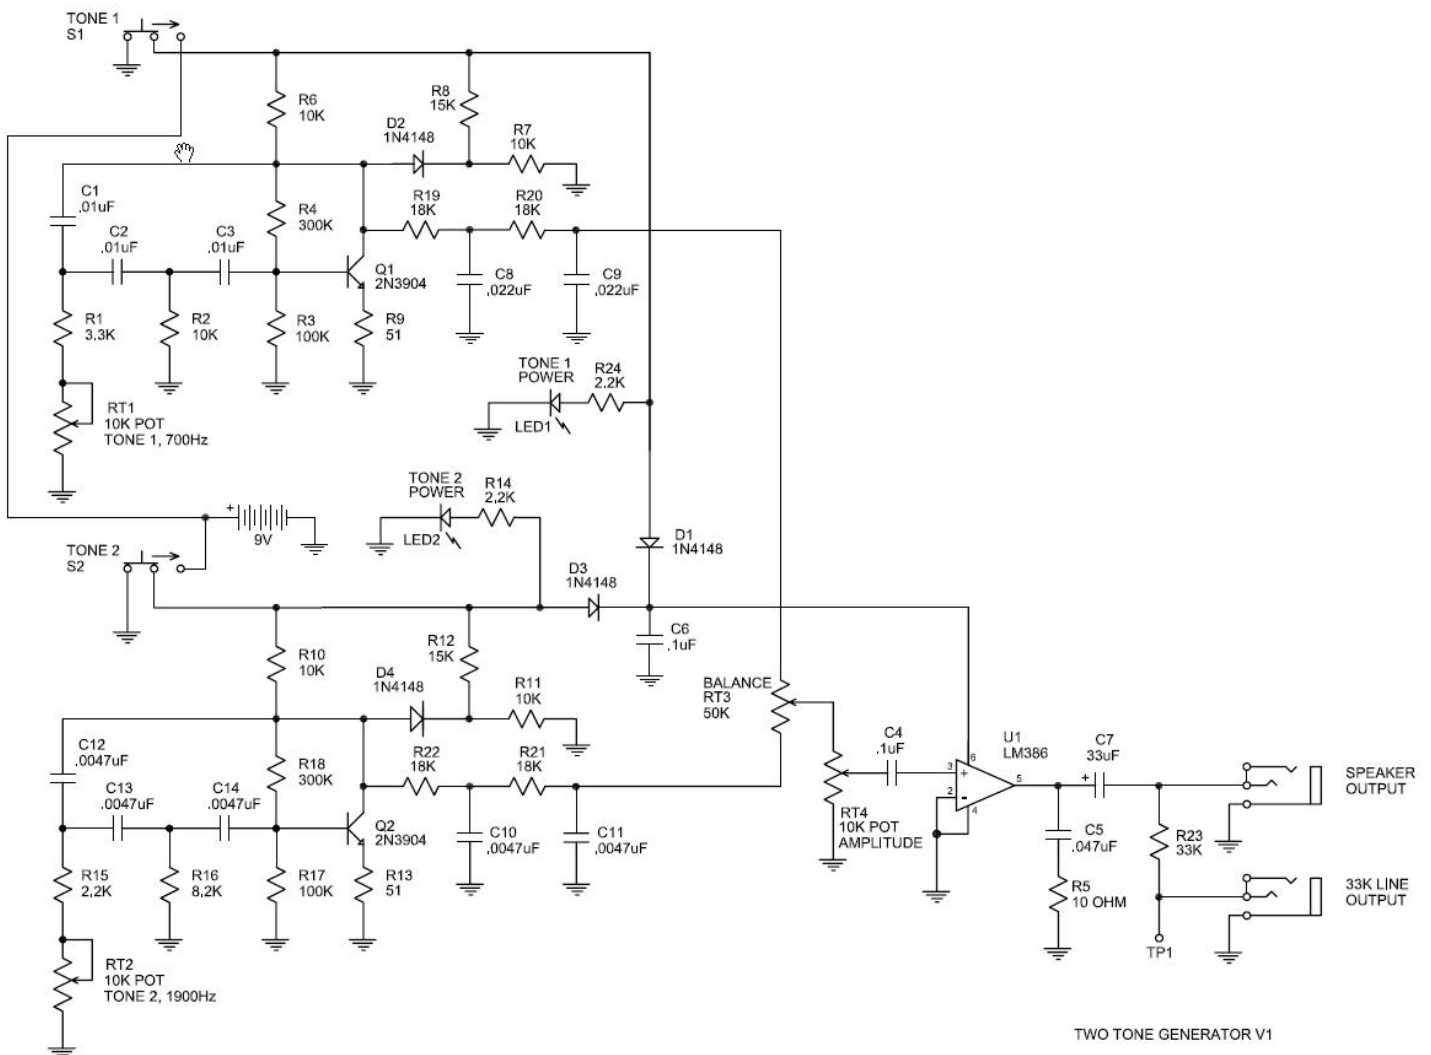 TONE 1
S1
R6
10K
R8
15K
D2
1N4148
R7
10K
C1
.01uF
R4
300K
R19
18K
R20
18K
C2
.01uF
C3
.01uF
Q1
2N3904
C8
,022uF
C9
,022uF
R1
3.3K
R2
10K
R3
100K
R9
51
TONE 1
POWER
R24
2.2K
LED1
RT1
10K POT
TONE 1, 700Hz
TONE 2
POWER
R14
2,2K
LED2
+
9V
D1
1N4148
TONE 2
S2
D3
1N4148
C6
.1uF
R10
10K
R12
15K
D4
1N4148
R11
10K
BALANCE
RT3
50K
C12
.0047uF
R18
300K
R22
18K
R21
18K
C13
.0047uF
C14
.0047uF
Q2
2N3904
C10
,0047uF
C11
,0047uF
C4
.1uF
U1
LM386
6
3
+
2
-
4
5
C7
33uF
+
SPEAKER
OUTPUT
RT4
10K POT
AMPLITUDE
C5
.047uF
R23
33K
R15
2,2K
R16
8,2K
R17
100K
R13
51
R5
10 OHM
33K LINE
OUTPUT
TP1
RT2
10K POT
TONE 2, 1900Hz
TWO TONE GENERATOR V1